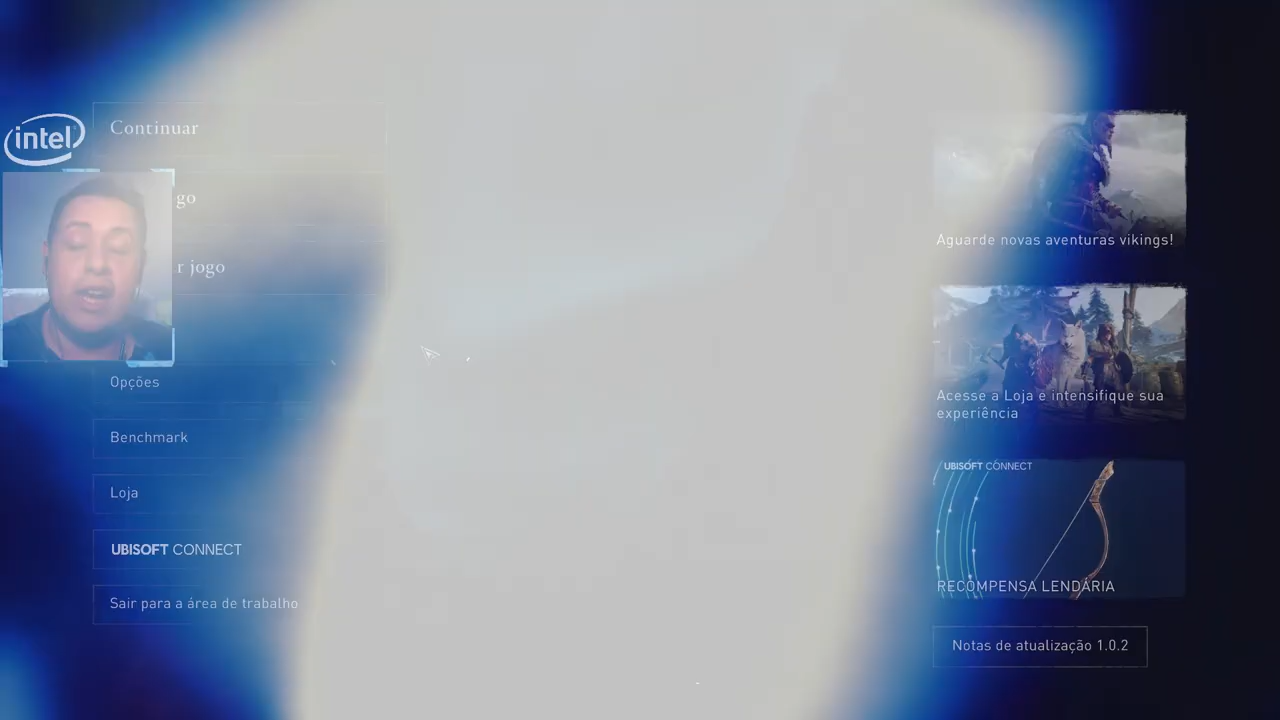 intel
Continuar
go
r jogo
Opções
Benchmark
Loja
UBISOFT CONNECT
Sair para a área de trabalho
Aguarde novas aventuras vikings!
Acesse a Loja e intensifique sua
experiência
UBISOFT CONNECT
RECOMPENSA LENDÁRIA
Notas de atualização 1.0.2